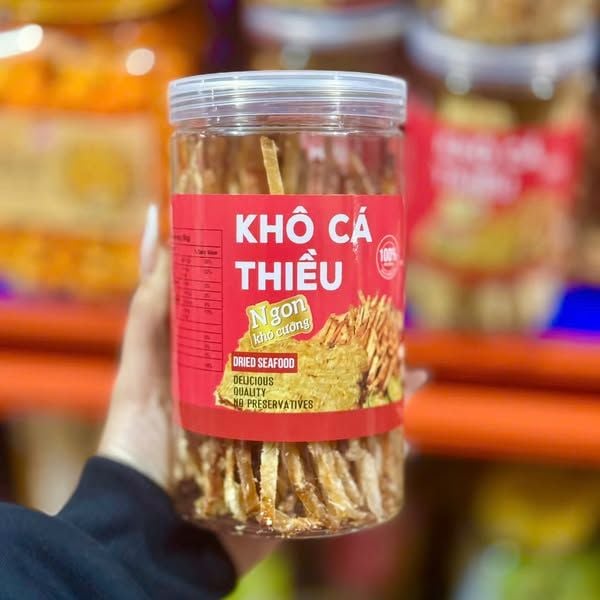 KHÔ CÁ
THIỀU
100%
Ngon
khó cưỡng
DRIED SEAFOOD
DELICIOUS
QUALITY
NO PRESERVATIVES